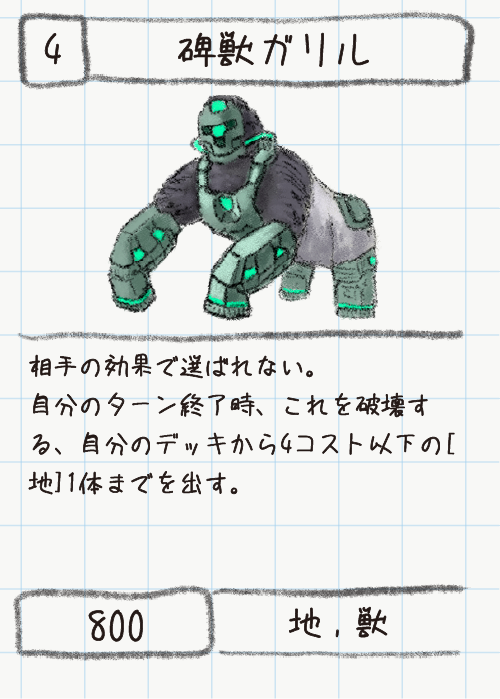 4
碑獣ガリル
相手の効果で選ばれない。
自分のターン終了時、これを破壊す
る、自分のデッキから4コスト以下の[
地]1体までを出す。
800
地，獣